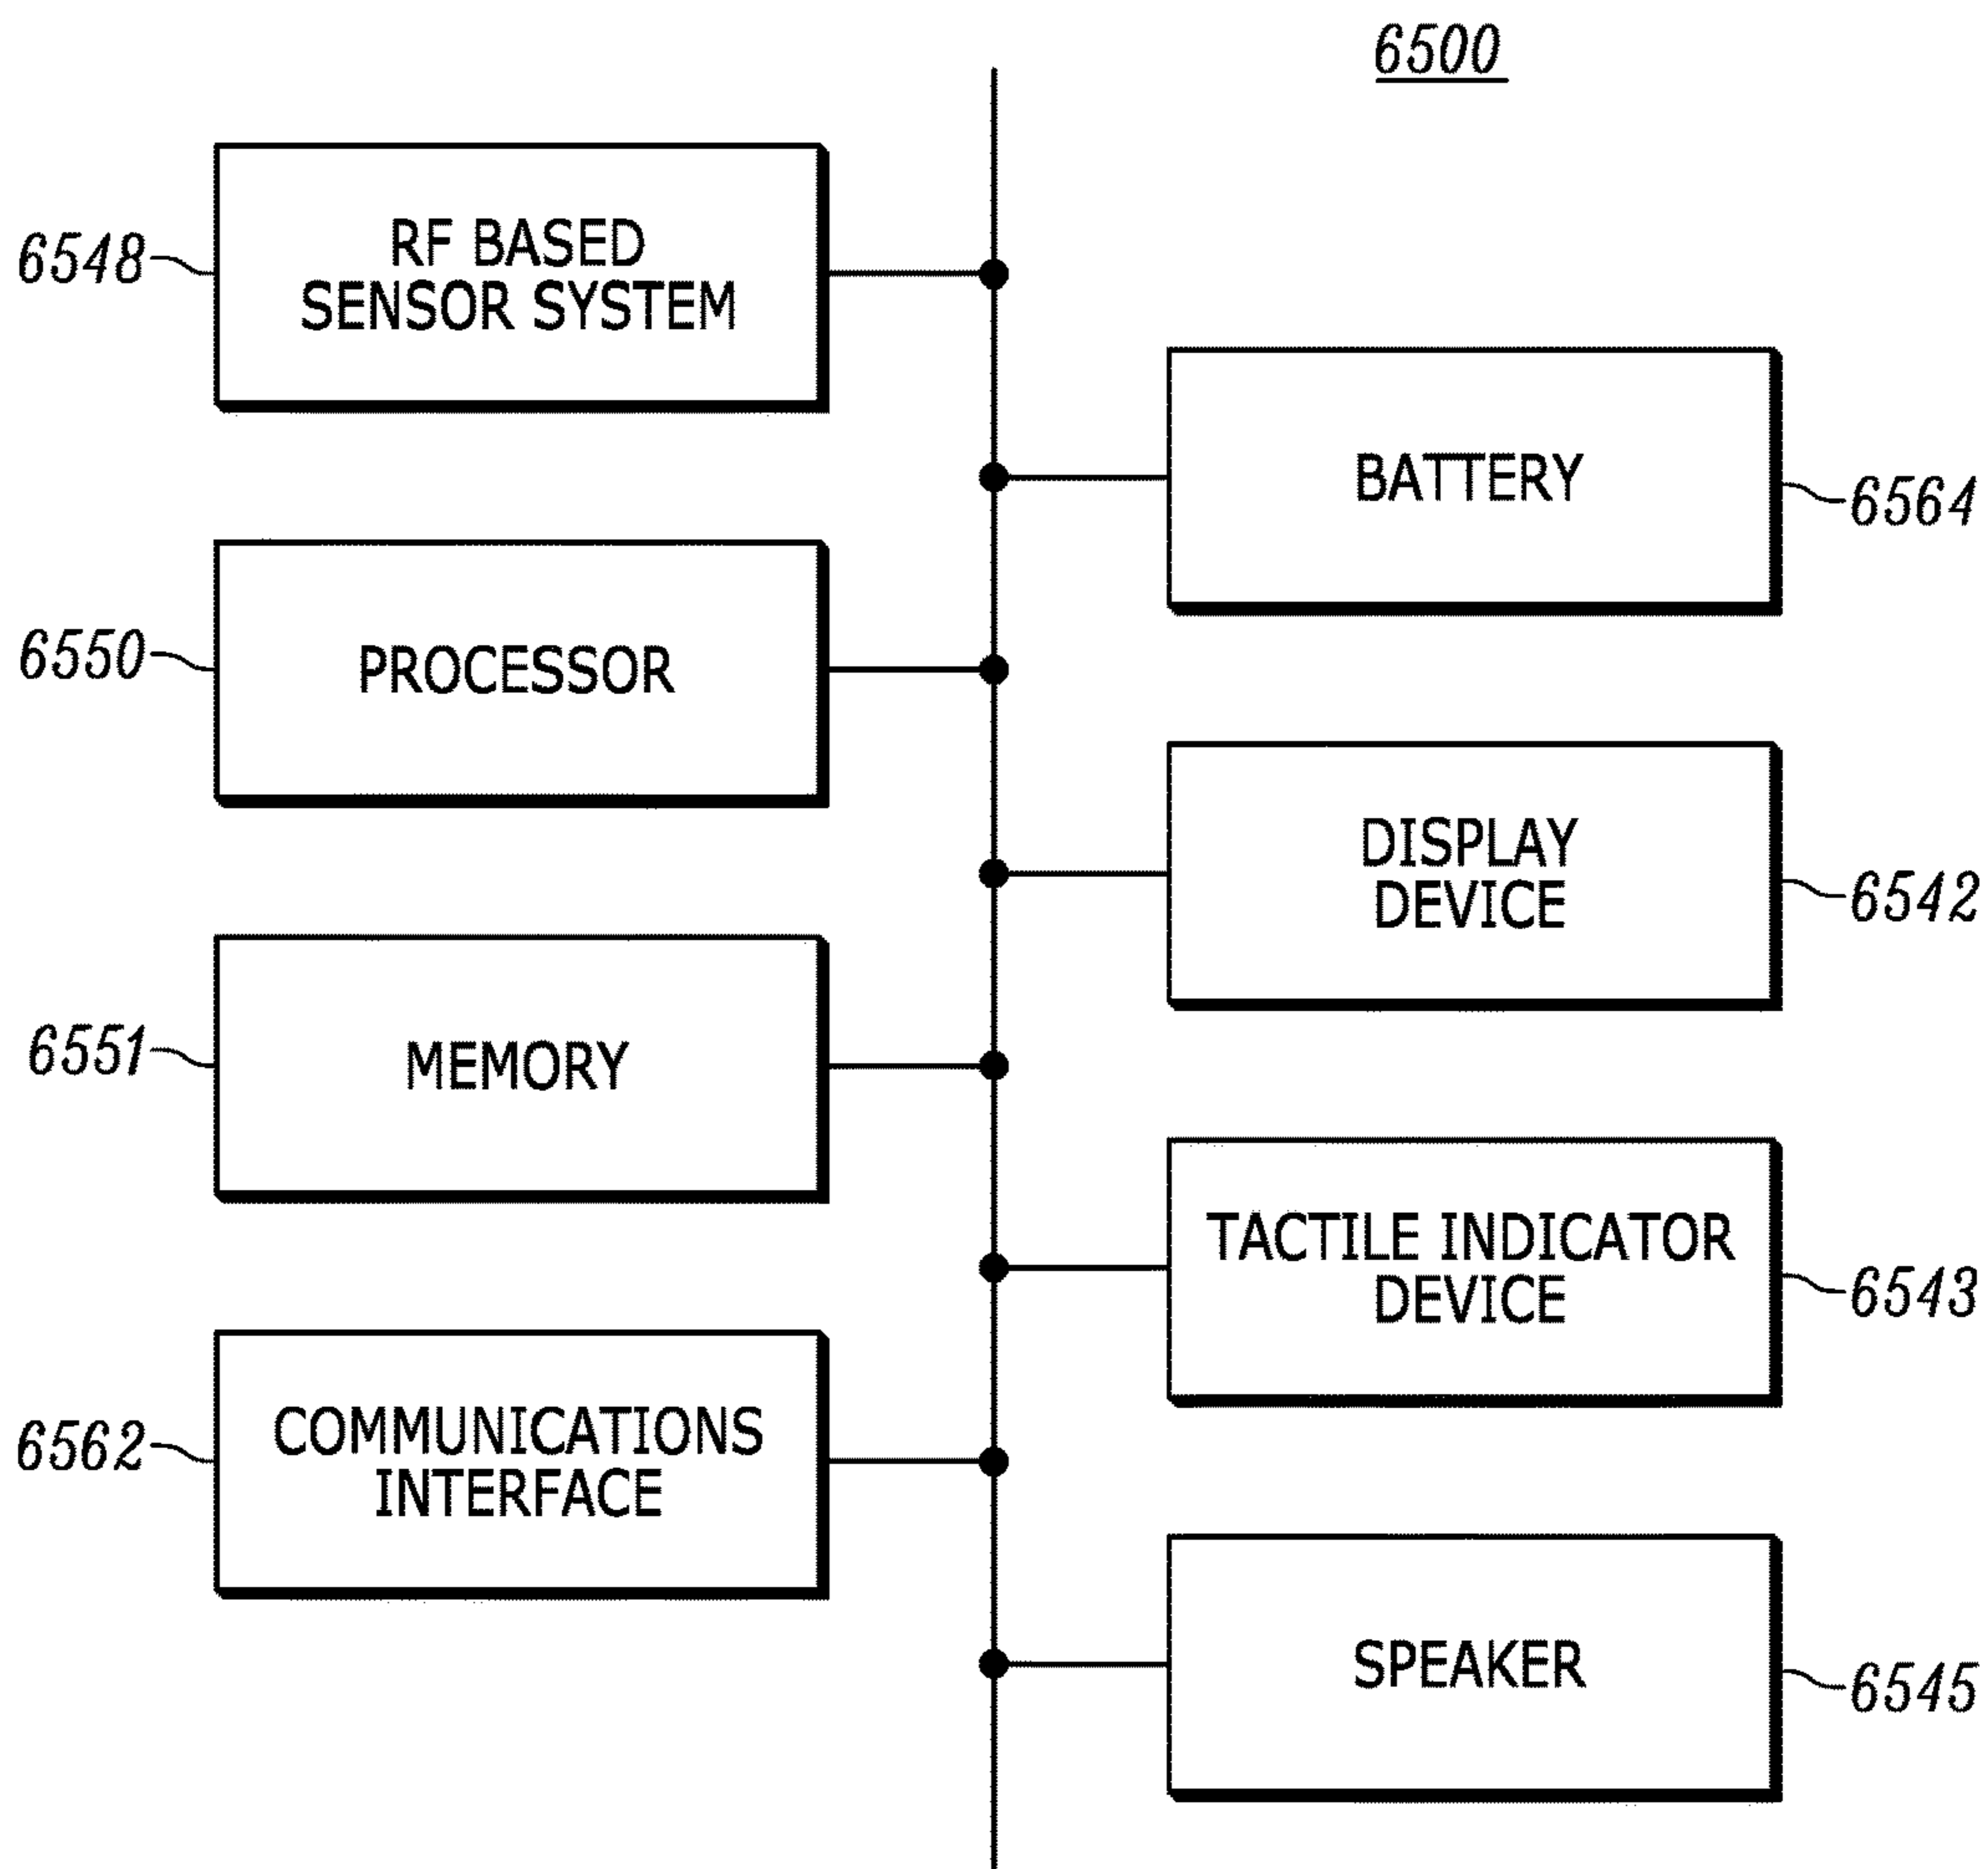 6500
6548
RF BASED
SENSOR SYSTEM
BATTERY
6564
6550
PROCESSOR
DISPLAY
DEVICE
6542
6551
MEMORY
TACTILE INDICATOR
DEVICE
6543
6562
COMMUNICATIONS
INTERFACE
SPEAKER
6545